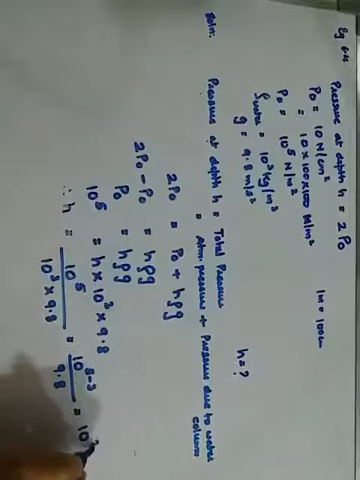 Eg 6.4 Pressure at depth h = 2 P0
P0 = 10 N/cm² 1m = 100cm
= 10 × 100 × 100 N/m²
P0 = 10⁵ N/m² h = ?
ρwater = 10³ kg/m³
g = 9.8 m/s²
Soln. Pressure at depth h = Total Pressure
= Atm. pressure + Pressure due to water column
2P0 = P0 + hρg
2P0 - P0 = hρg
P0 = hρg
10⁵ = h × 10³ × 9.8
∴ h = 10⁵ / 10³ × 9.8 = 10⁵⁻³ / 9.8 = 10²